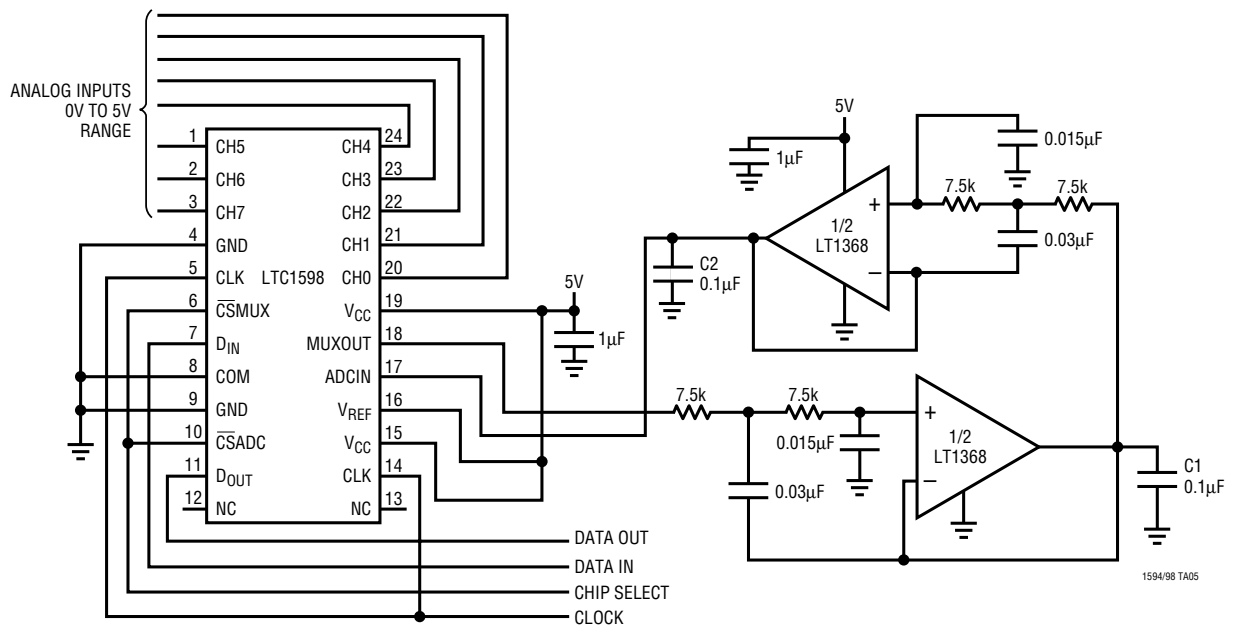 ANALOG INPUTS
0V TO 5V
RANGE
1
CH5
2
CH6
3
CH7
4
GND
5
CLK
6
C̅S̅MUX
7
DIN
8
COM
9
GND
10
C̅S̅ADC
11
DOUT
12
NC
LTC1598
24
CH4
23
CH3
22
CH2
21
CH1
20
CH0
19
VCC
18
MUXOUT
17
ADCIN
16
VREF
15
VCC
14
CLK
13
NC
5V
1µF
5V
1µF
C2
0.1µF
1/2
LT1368
+
−
7.5k
7.5k
0.015µF
0.03µF
7.5k
7.5k
0.015µF
0.03µF
+
−
1/2
LT1368
C1
0.1µF
DATA OUT
DATA IN
CHIP SELECT
CLOCK
1594/98 TA05